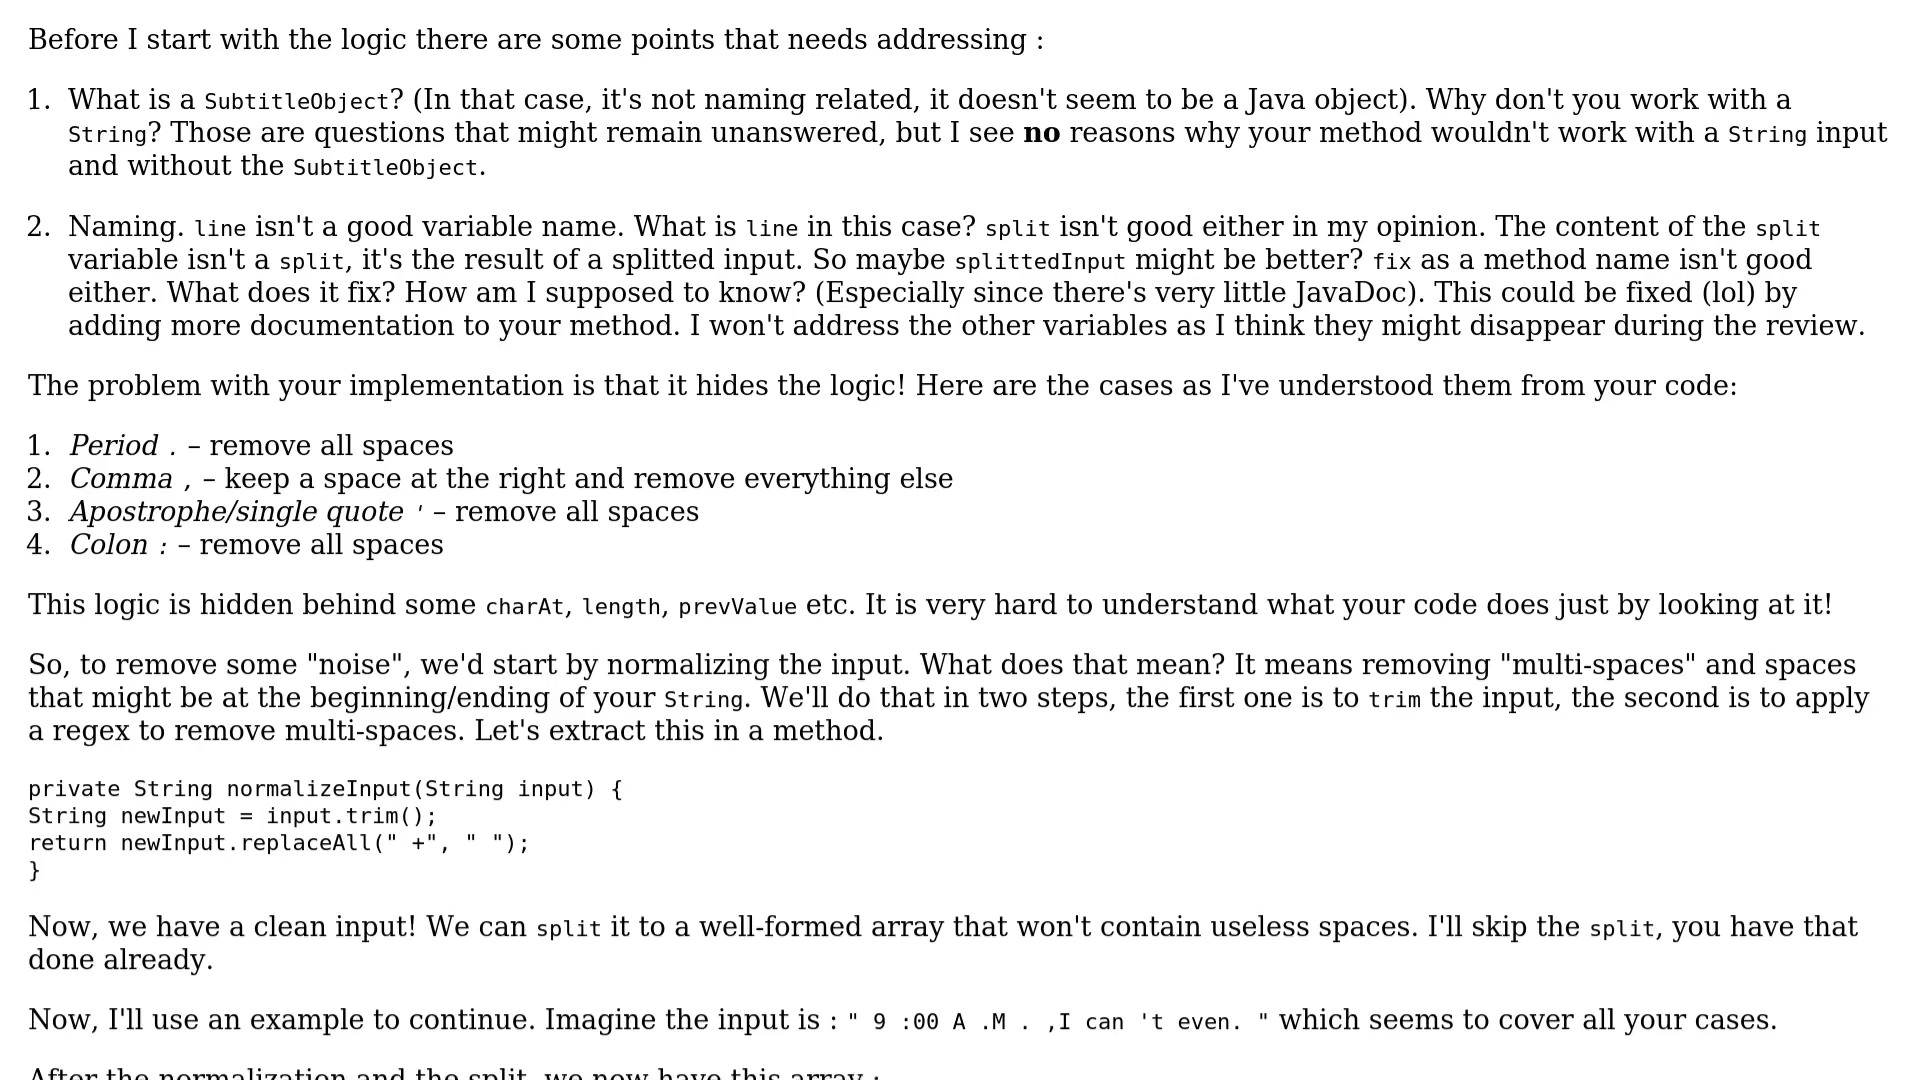 Before I start with the logic there are some points that needs addressing :
1. What is a SubtitleObject? (In that case, it's not naming related, it doesn't seem to be a Java object). Why don't you work with a
String? Those are questions that might remain unanswered, but I see no reasons why your method wouldn't work with a String input
and without the SubtitleObject.
2. Naming. line isn't a good variable name. What is line in this case? split isn't good either in my opinion. The content of the split
variable isn't a split, it's the result of a splitted input. So maybe splittedInput might be better? fix as a method name isn't good
either. What does it fix? How am I supposed to know? (Especially since there's very little JavaDoc). This could be fixed (lol) by
adding more documentation to your method. I won't address the other variables as I think they might disappear during the review.
The problem with your implementation is that it hides the logic! Here are the cases as I've understood them from your code:
1. Period . – remove all spaces
2. Comma , – keep a space at the right and remove everything else
3. Apostrophe/single quote ' – remove all spaces
4. Colon : – remove all spaces
This logic is hidden behind some charAt, length, prevValue etc. It is very hard to understand what your code does just by looking at it!
So, to remove some "noise", we'd start by normalizing the input. What does that mean? It means removing "multi-spaces" and spaces
that might be at the beginning/ending of your String. We'll do that in two steps, the first one is to trim the input, the second is to apply
a regex to remove multi-spaces. Let's extract this in a method.
private String normalizeInput(String input) {
String newInput = input.trim();
return newInput.replaceAll(" +", " ");
}
Now, we have a clean input! We can split it to a well-formed array that won't contain useless spaces. I'll skip the split, you have that
done already.
Now, I'll use an example to continue. Imagine the input is : " 9 :00 A .M . ,I can 't even. " which seems to cover all your cases.
After the normalization and the split, we now have this array :